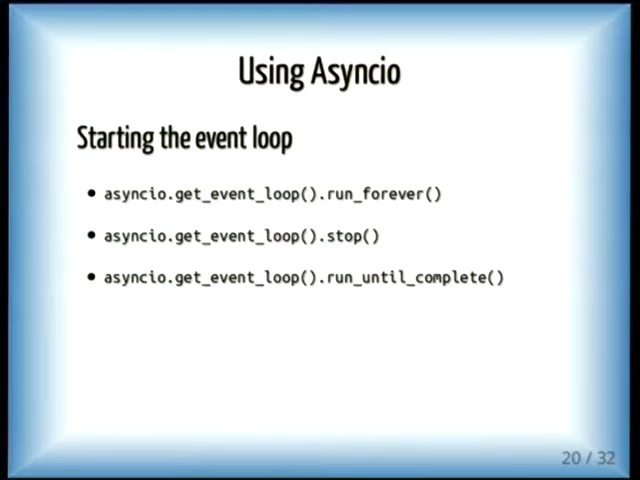 Using Asyncio
Starting the event loop
• asyncio.get_event_loop().run_forever()
• asyncio.get_event_loop().stop()
• asyncio.get_event_loop().run_until_complete()
20 / 32